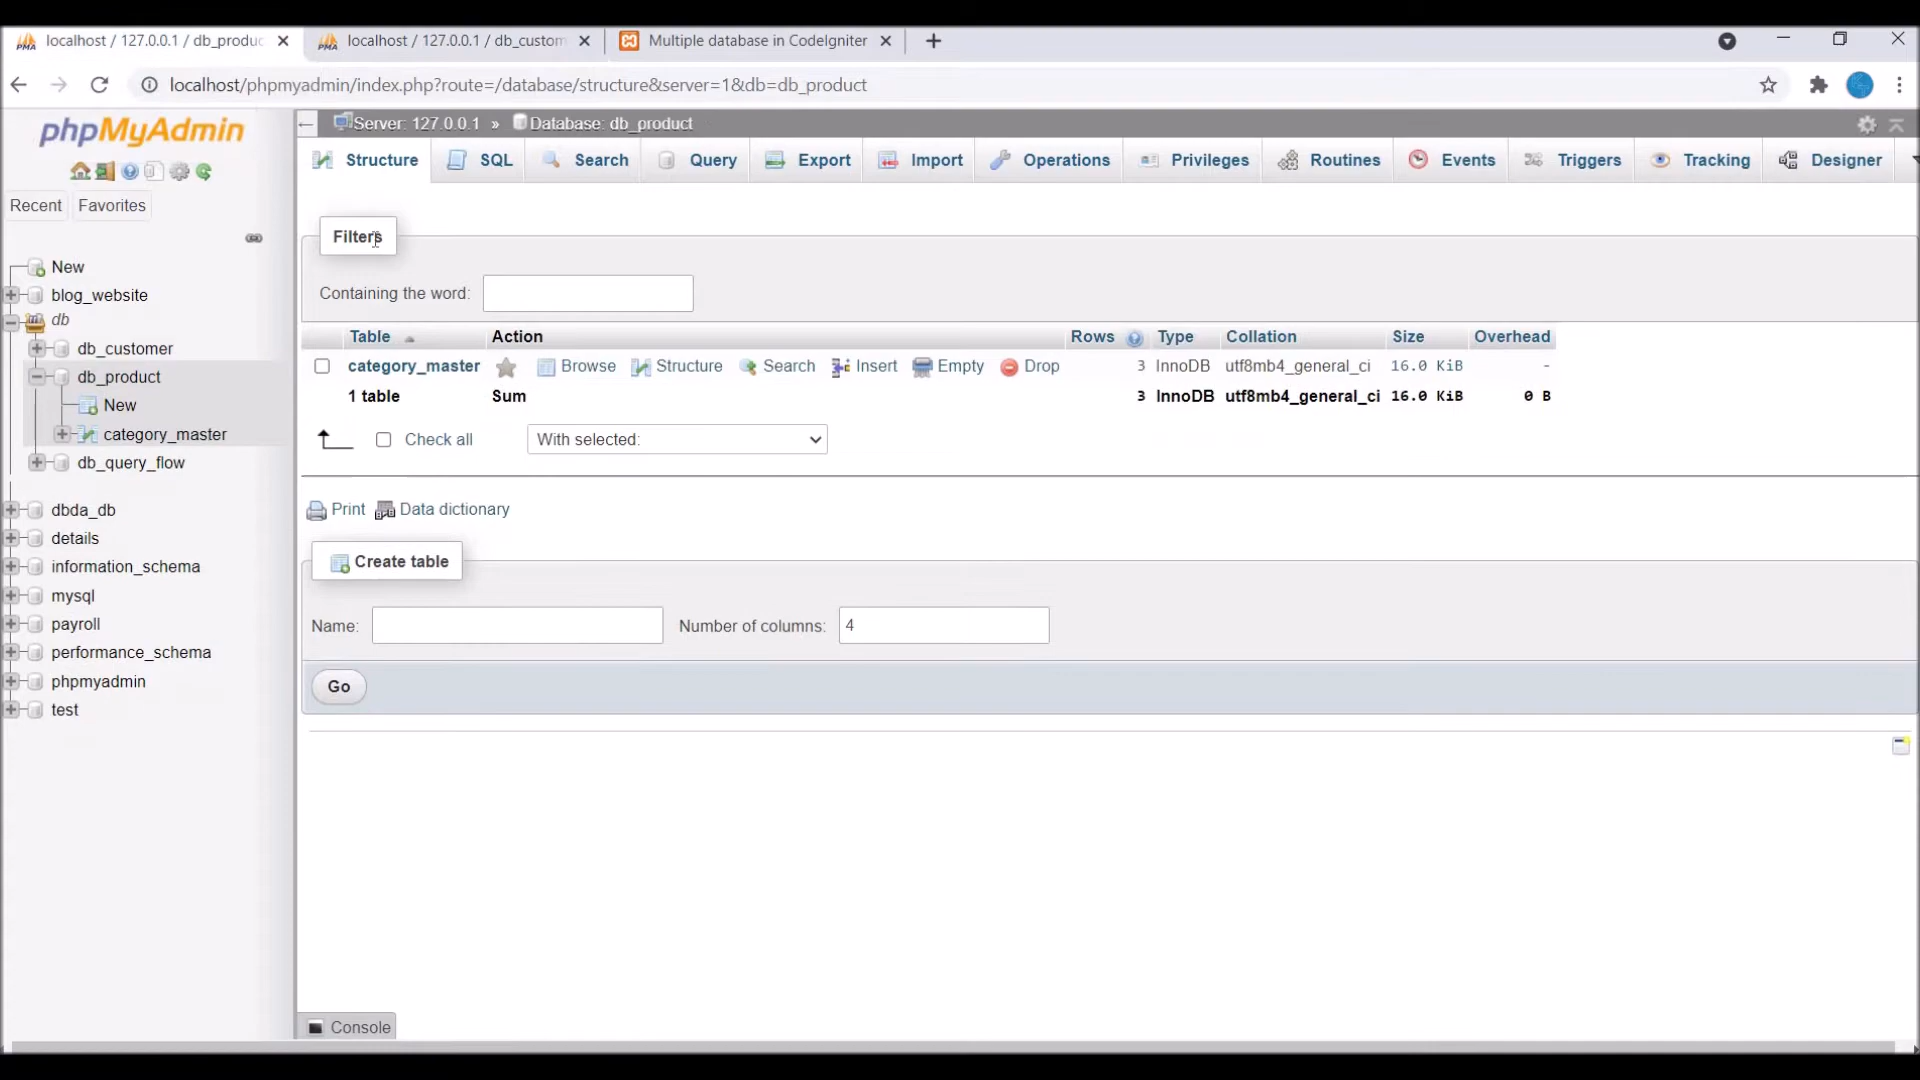 localhost / 127.0.0.1 / db_produc
localhost / 127.0.0.1 / db_custom
Multiple database in CodeIgniter
localhost/phpmyadmin/index.php?route=/database/structure&server=1&db=db_product
phpMyAdmin
Recent
Favorites
New
blog_website
db
db_customer
db_product
New
category_master
db_query_flow
dbda_db
details
information_schema
mysql
payroll
performance_schema
phpmyadmin
test
Server: 127.0.0.1 » Database: db_product
Structure SQL Search Query Export Import Operations Privileges Routines Events Triggers Tracking Designer
Filters
Containing the word:
Table Action Rows Type Collation Size Overhead
category_master Browse Structure Search Insert Empty Drop 3 InnoDB utf8mb4_general_ci 16.0 KiB -
1 table Sum 3 InnoDB utf8mb4_general_ci 16.0 KiB 0 B
Check all With selected:
Print Data dictionary
Create table
Name: Number of columns: 4
Go
Console